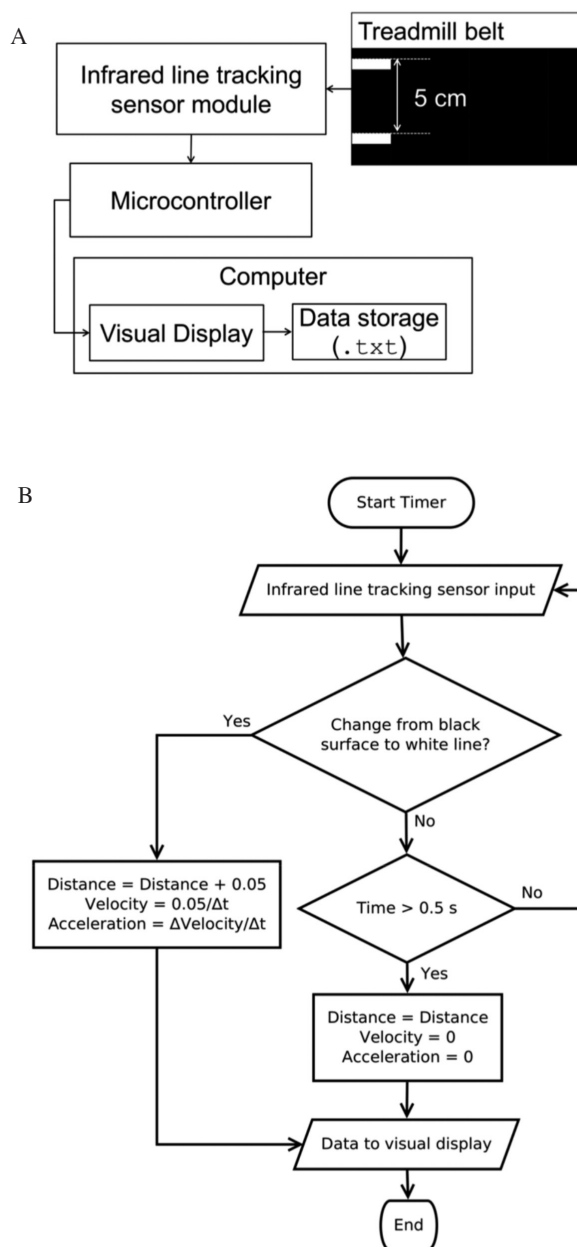 A
Treadmill belt
Infrared line tracking
sensor module
5 cm
Microcontroller
Computer
Visual Display
Data storage
(.txt)
B
Start Timer
Infrared line tracking sensor input
Change from black
surface to white line?
Yes
No
Distance = Distance + 0.05
Velocity = 0.05/Δt
Acceleration = ΔVelocity/Δt
Time > 0.5 s
No
Yes
Distance = Distance
Velocity = 0
Acceleration = 0
Data to visual display
End